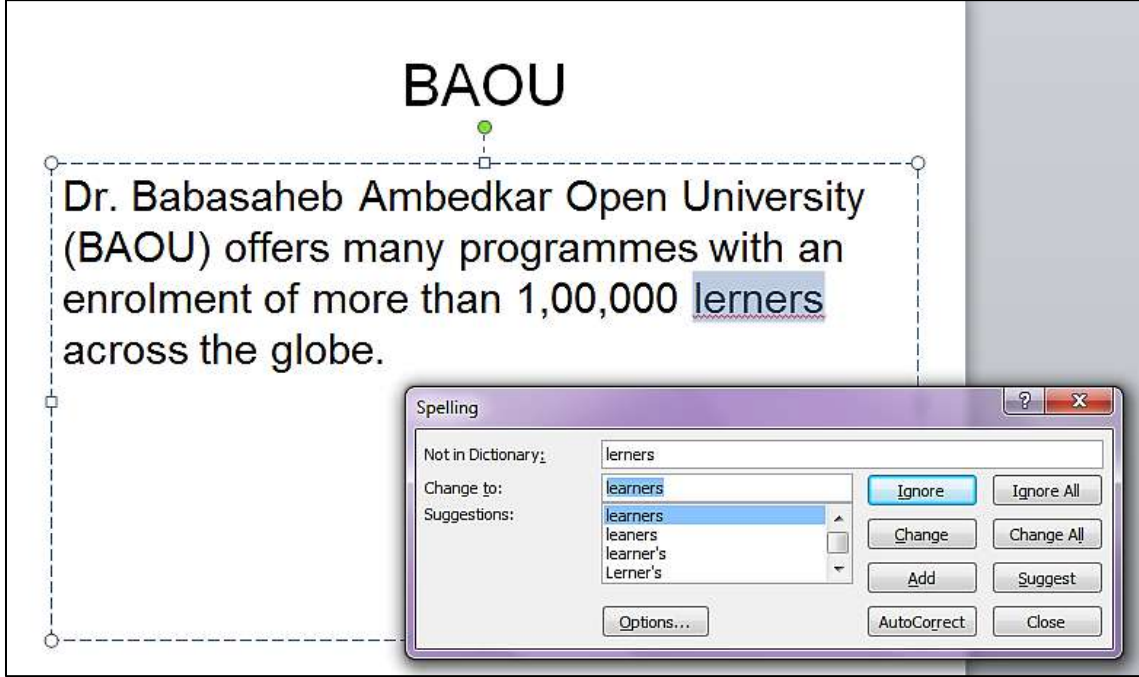 BAOU
Dr. Babasaheb Ambedkar Open University
(BAOU) offers many programmes with an
enrolment of more than 1,00,000 lerners
across the globe.
Spelling
?
X
Not in Dictionary: lerners
Change to: learners
Ignore
Ignore All
Suggestions:
learners
leaners
learner's
Lerner's
Change
Change All
Add
Suggest
Options...
AutoCorrect
Close